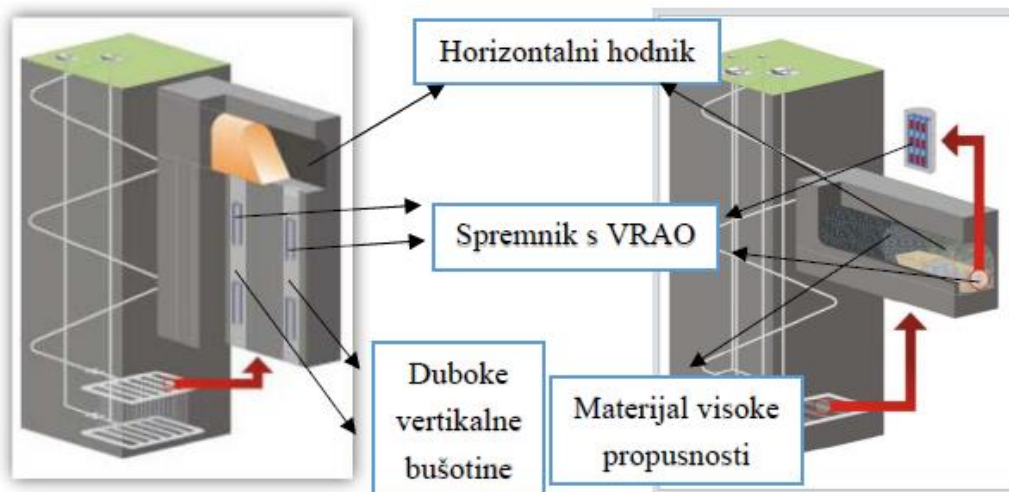 Horizontalni hodnik
Spremnik s VRAO
Duboke
vertikalne
bušotine
Materijal visoke
propusnosti